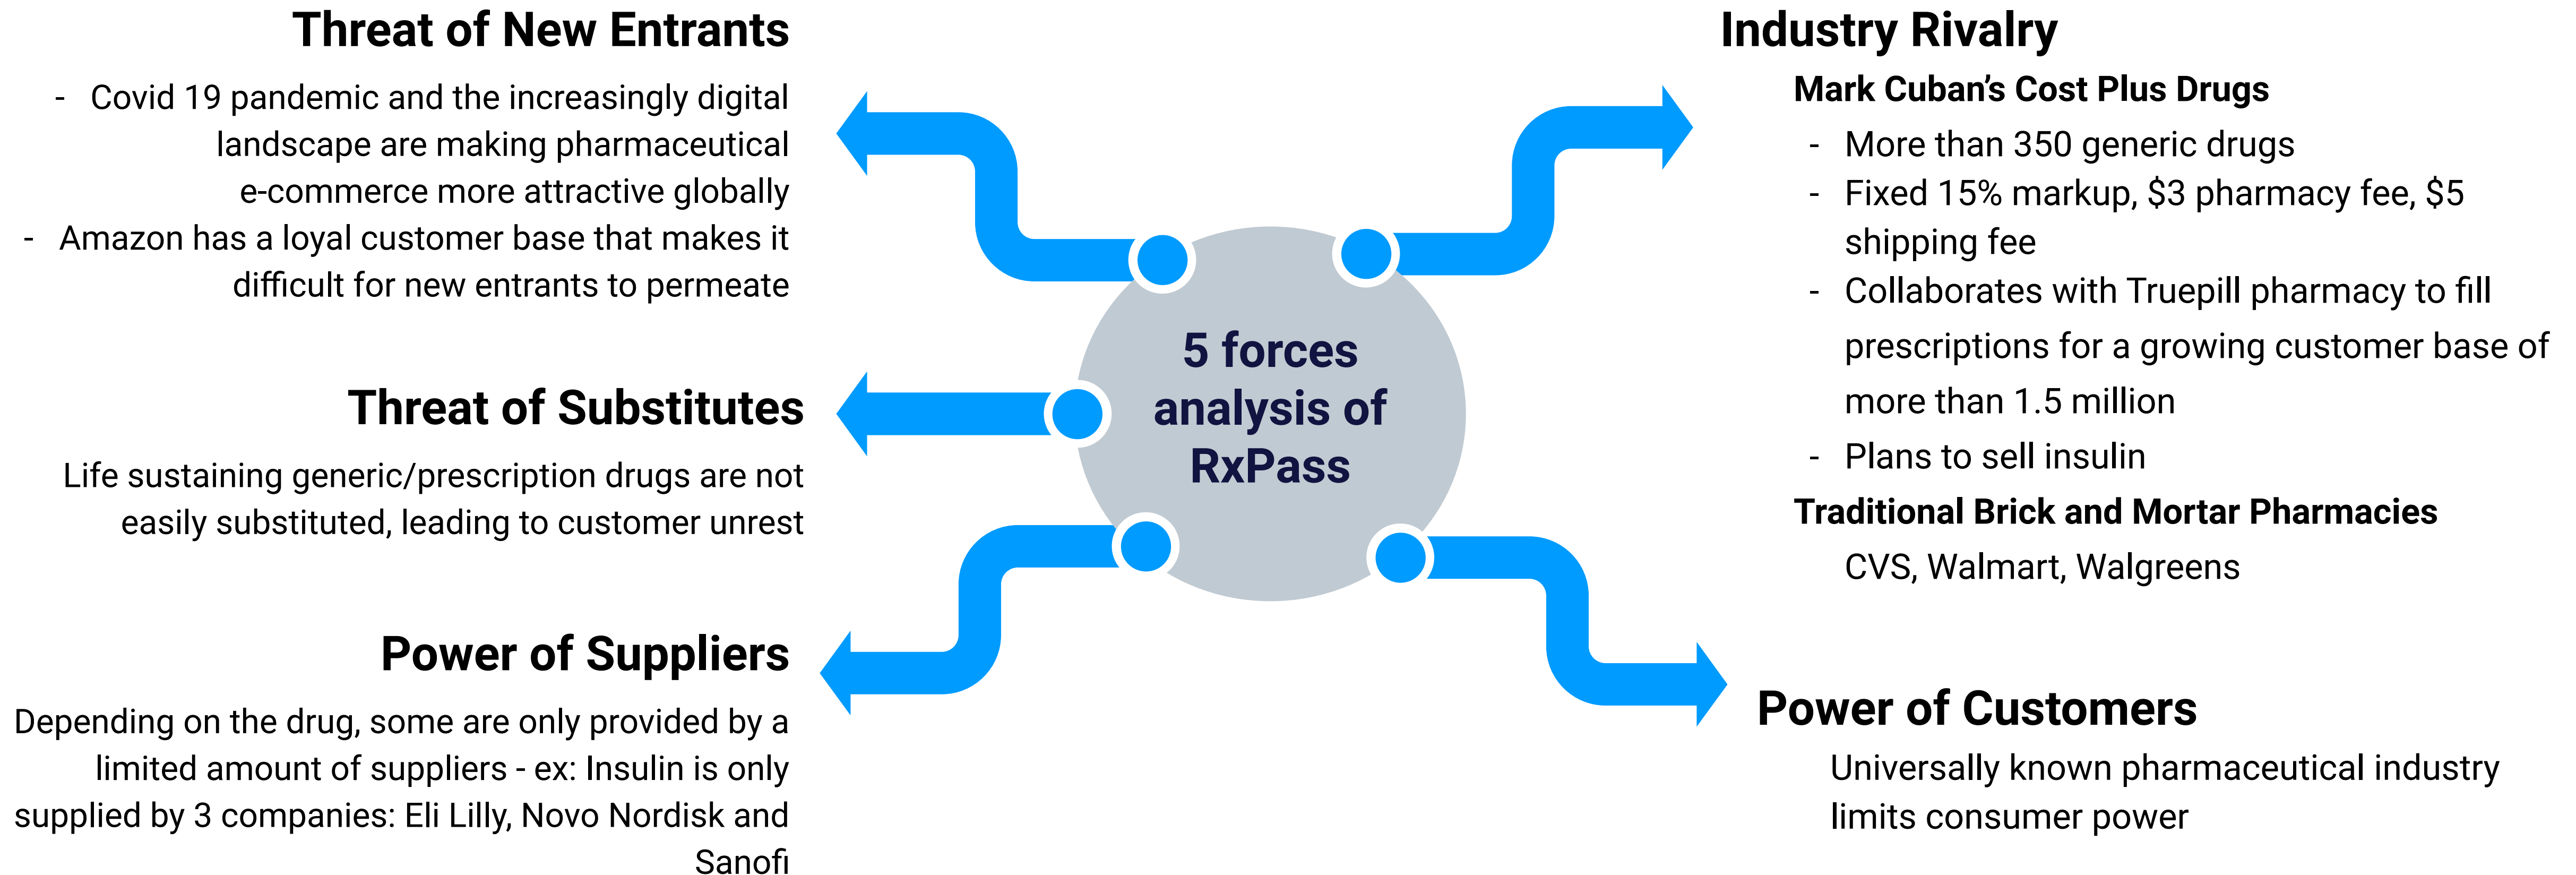 Threat of New Entrants
- Covid 19 pandemic and the increasingly digital
landscape are making pharmaceutical
e-commerce more attractive globally
- Amazon has a loyal customer base that makes it
difficult for new entrants to permeate
Threat of Substitutes
Life sustaining generic/prescription drugs are not
easily substituted, leading to customer unrest
Power of Suppliers
Depending on the drug, some are only provided by a
limited amount of suppliers - ex: Insulin is only
supplied by 3 companies: Eli Lilly, Novo Nordisk and
Sanofi
5 forces
analysis of
RxPass
Industry Rivalry
Mark Cuban’s Cost Plus Drugs
- More than 350 generic drugs
- Fixed 15% markup, $3 pharmacy fee, $5
shipping fee
- Collaborates with Truepill pharmacy to fill
prescriptions for a growing customer base of
more than 1.5 million
- Plans to sell insulin
Traditional Brick and Mortar Pharmacies
CVS, Walmart, Walgreens
Power of Customers
Universally known pharmaceutical industry
limits consumer power